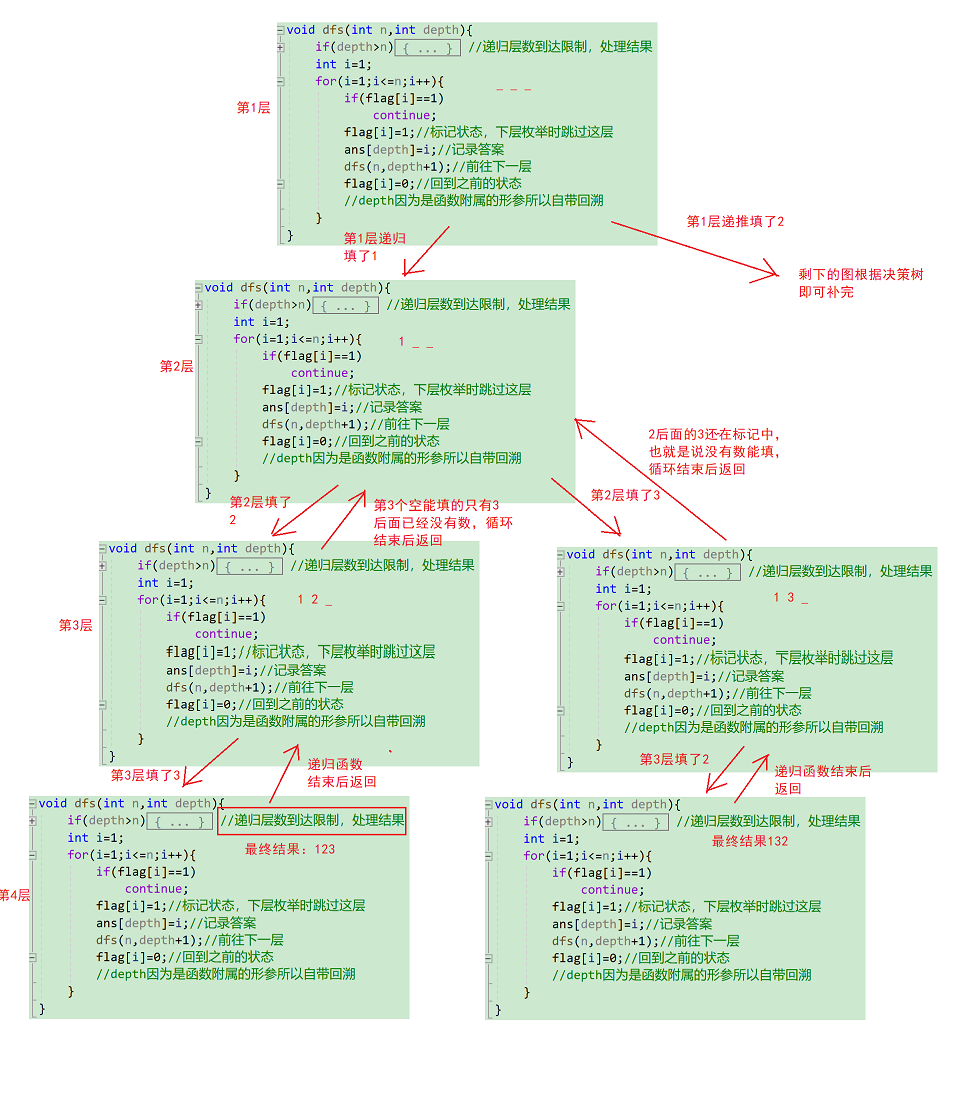 void dfs(int n,int depth){
if(depth>n){ ... } //递归层数到达限制, 处理结果
int i=1;
for(i=1;i<=n;i++){
_ _ _
第1层
if(flag[i]==1)
continue;
flag[i]=1;//标记状态, 下层枚举时跳过这层
ans[depth]=i;//记录答案
dfs(n,depth+1);//前往下一层
flag[i]=0;//回到之前的状态
//depth因为是函数附属的形参所以自带回溯
}
}
第1层递归
填了1
第1层递推填了2
剩下的图根据决策树
即可补完
void dfs(int n,int depth){
if(depth>n){ ... } //递归层数到达限制, 处理结果
int i=1;
for(i=1;i<=n;i++){
1 _ _
第2层
if(flag[i]==1)
continue;
flag[i]=1;//标记状态, 下层枚举时跳过这层
ans[depth]=i;//记录答案
dfs(n,depth+1);//前往下一层
flag[i]=0;//回到之前的状态
//depth因为是函数附属的形参所以自带回溯
}
}
2后面的3还在标记中,
也就是说没有数能填,
循环结束后返回
第2层填了
2
第3个空能填的只有3
后面已经没有数, 循环
结束后返回
第2层填了3
void dfs(int n,int depth){
if(depth>n){ ... } //递归层数到达限制, 处理结果
int i=1;
for(i=1;i<=n;i++){
1 2 _
第3层
if(flag[i]==1)
continue;
flag[i]=1;//标记状态, 下层枚举时跳过这层
ans[depth]=i;//记录答案
dfs(n,depth+1);//前往下一层
flag[i]=0;//回到之前的状态
//depth因为是函数附属的形参所以自带回溯
}
}
void dfs(int n,int depth){
if(depth>n){ ... } //递归层数到达限制, 处理结果
int i=1;
for(i=1;i<=n;i++){
1 3 _
if(flag[i]==1)
continue;
flag[i]=1;//标记状态, 下层枚举时跳过这层
ans[depth]=i;//记录答案
dfs(n,depth+1);//前往下一层
flag[i]=0;//回到之前的状态
//depth因为是函数附属的形参所以自带回溯
}
}
第3层填了3
递归函数
结束后返回
第3层填了2
递归函数结束后
返回
void dfs(int n,int depth){
if(depth>n){ ... } //递归层数到达限制, 处理结果
int i=1;
最终结果: 123
for(i=1;i<=n;i++){
if(flag[i]==1)
continue;
第4层
flag[i]=1;//标记状态, 下层枚举时跳过这层
ans[depth]=i;//记录答案
dfs(n,depth+1);//前往下一层
flag[i]=0;//回到之前的状态
//depth因为是函数附属的形参所以自带回溯
}
}
void dfs(int n,int depth){
if(depth>n){ ... } //递归层数到达限制, 处理结果
int i=1;
最终结果132
for(i=1;i<=n;i++){
if(flag[i]==1)
continue;
flag[i]=1;//标记状态, 下层枚举时跳过这层
ans[depth]=i;//记录答案
dfs(n,depth+1);//前往下一层
flag[i]=0;//回到之前的状态
//depth因为是函数附属的形参所以自带回溯
}
}